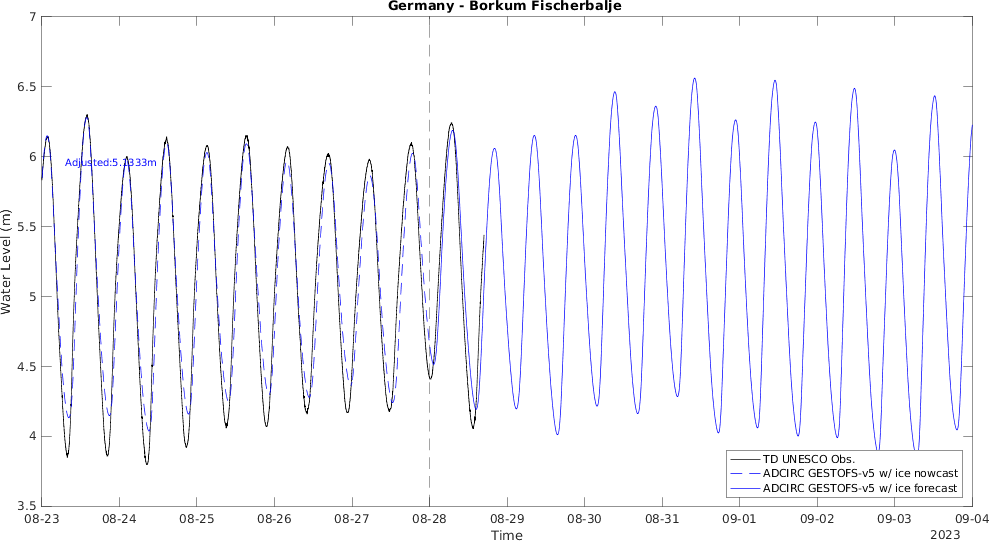 Germany - Borkum Fischerbalje
7
6.5
6
5.5
5
4.5
4
3.5
Water Level (m)
TD UNESCO Obs.
ADCIRC GESTOFS-v5 w/ ice nowcast
ADCIRC GESTOFS-v5 w/ ice forecast
08-23 08-24 08-25 08-26 08-27 08-28 08-29 08-30 08-31 09-01 09-02 09-03 09-04
Time
2023